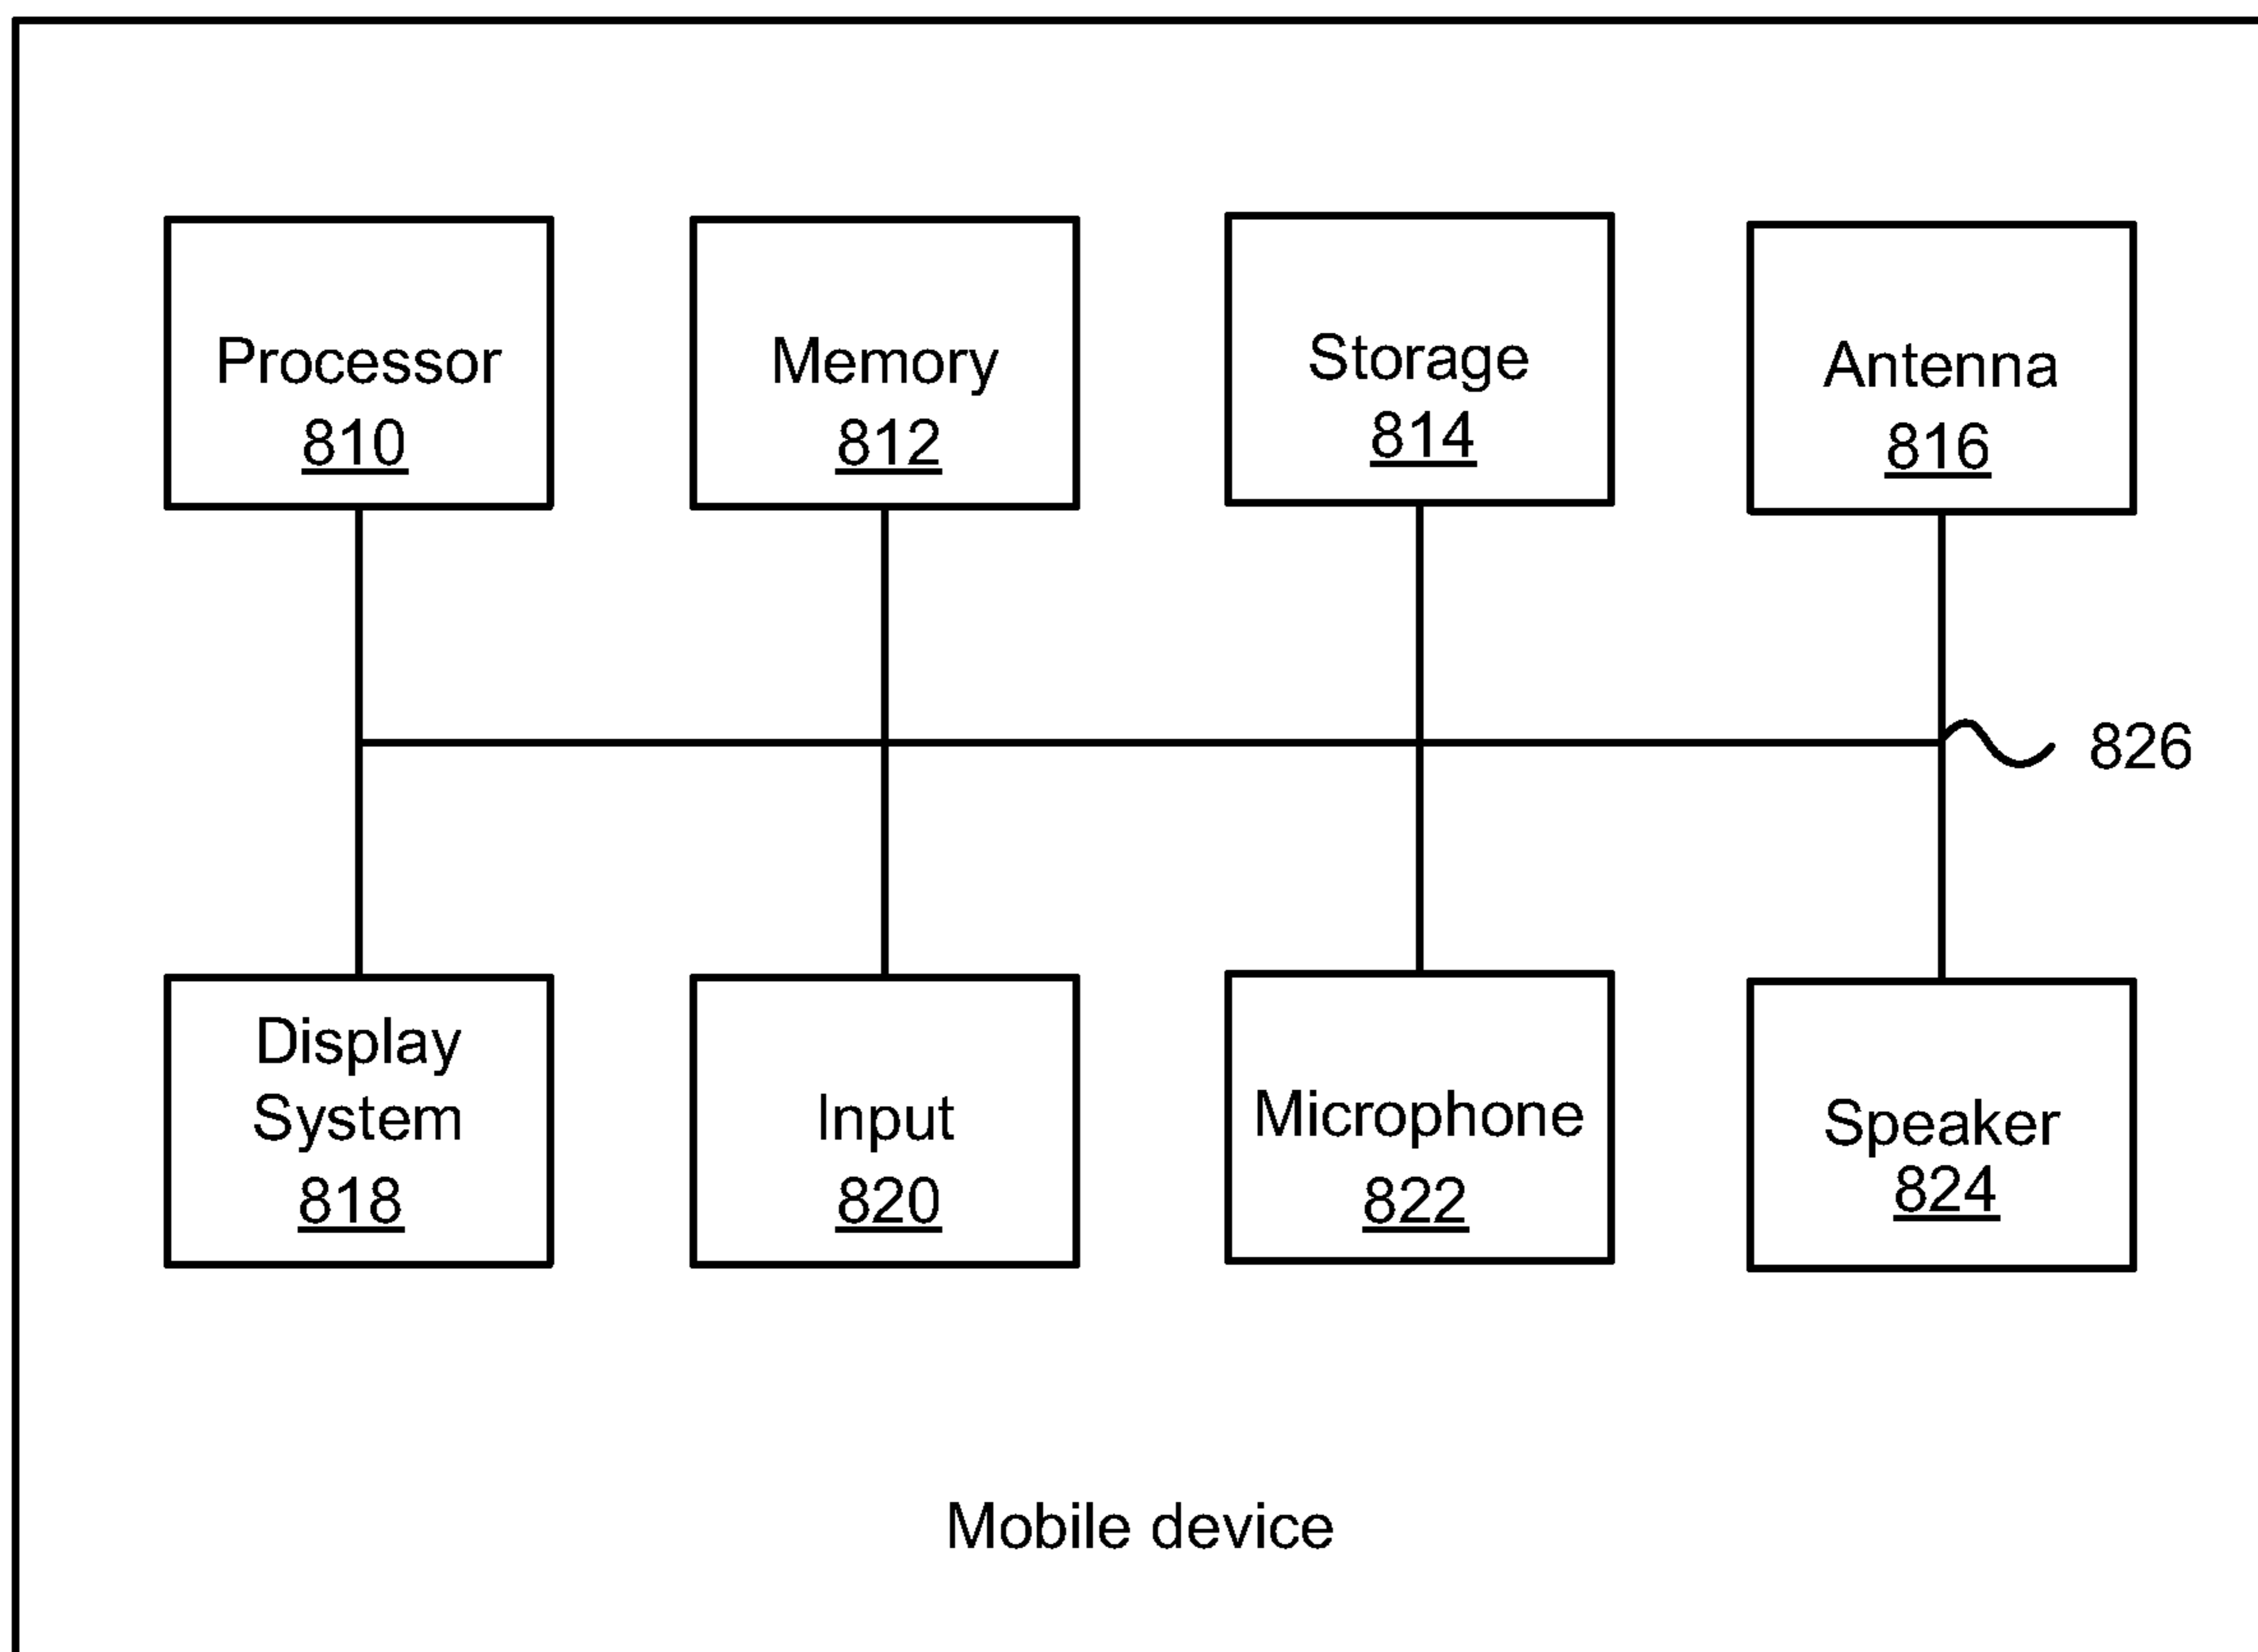 Processor
810
Memory
812
Storage
814
Antenna
816
826
Display
System
818
Input
820
Microphone
822
Speaker
824
Mobile device